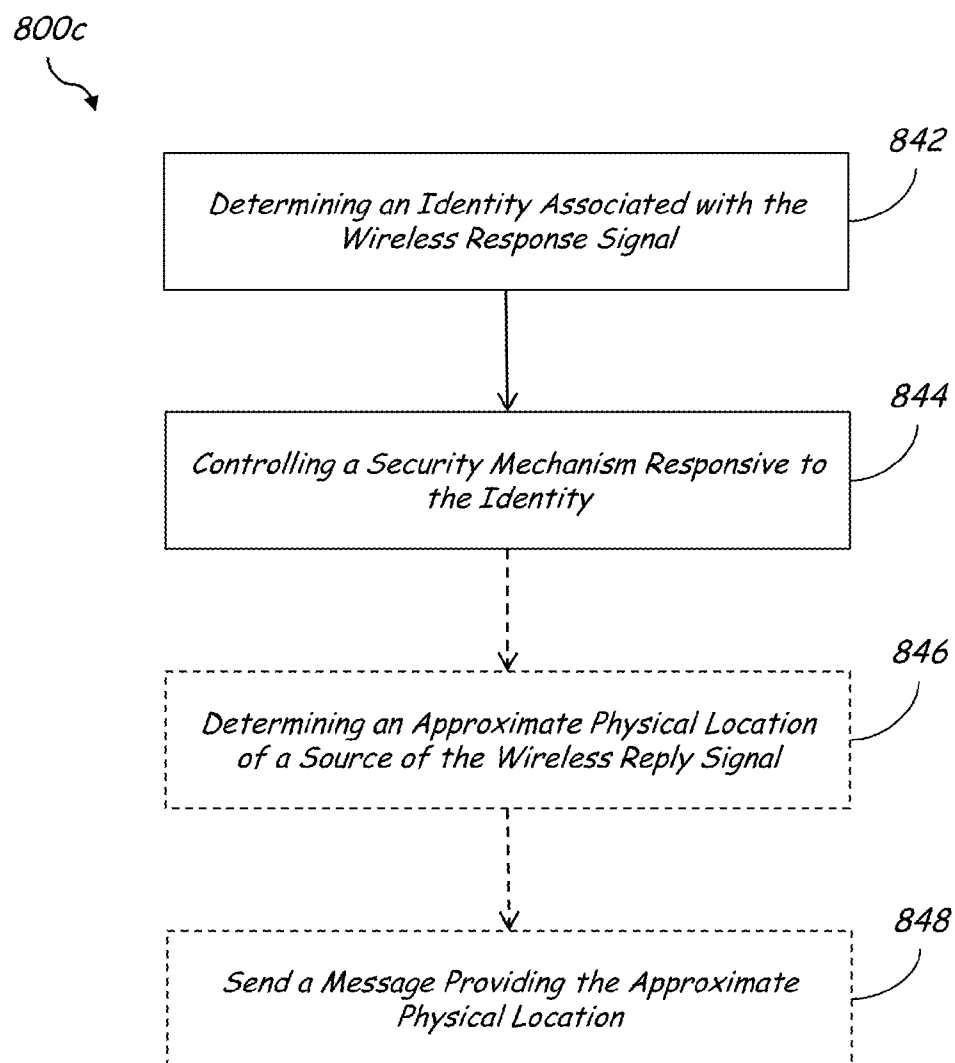 800c
842
Determining an Identity Associated with the
Wireless Response Signal
844
Controlling a Security Mechanism Responsive to
the Identity
846
Determining an Approximate Physical Location
of a Source of the Wireless Reply Signal
848
Send a Message Providing the Approximate
Physical Location